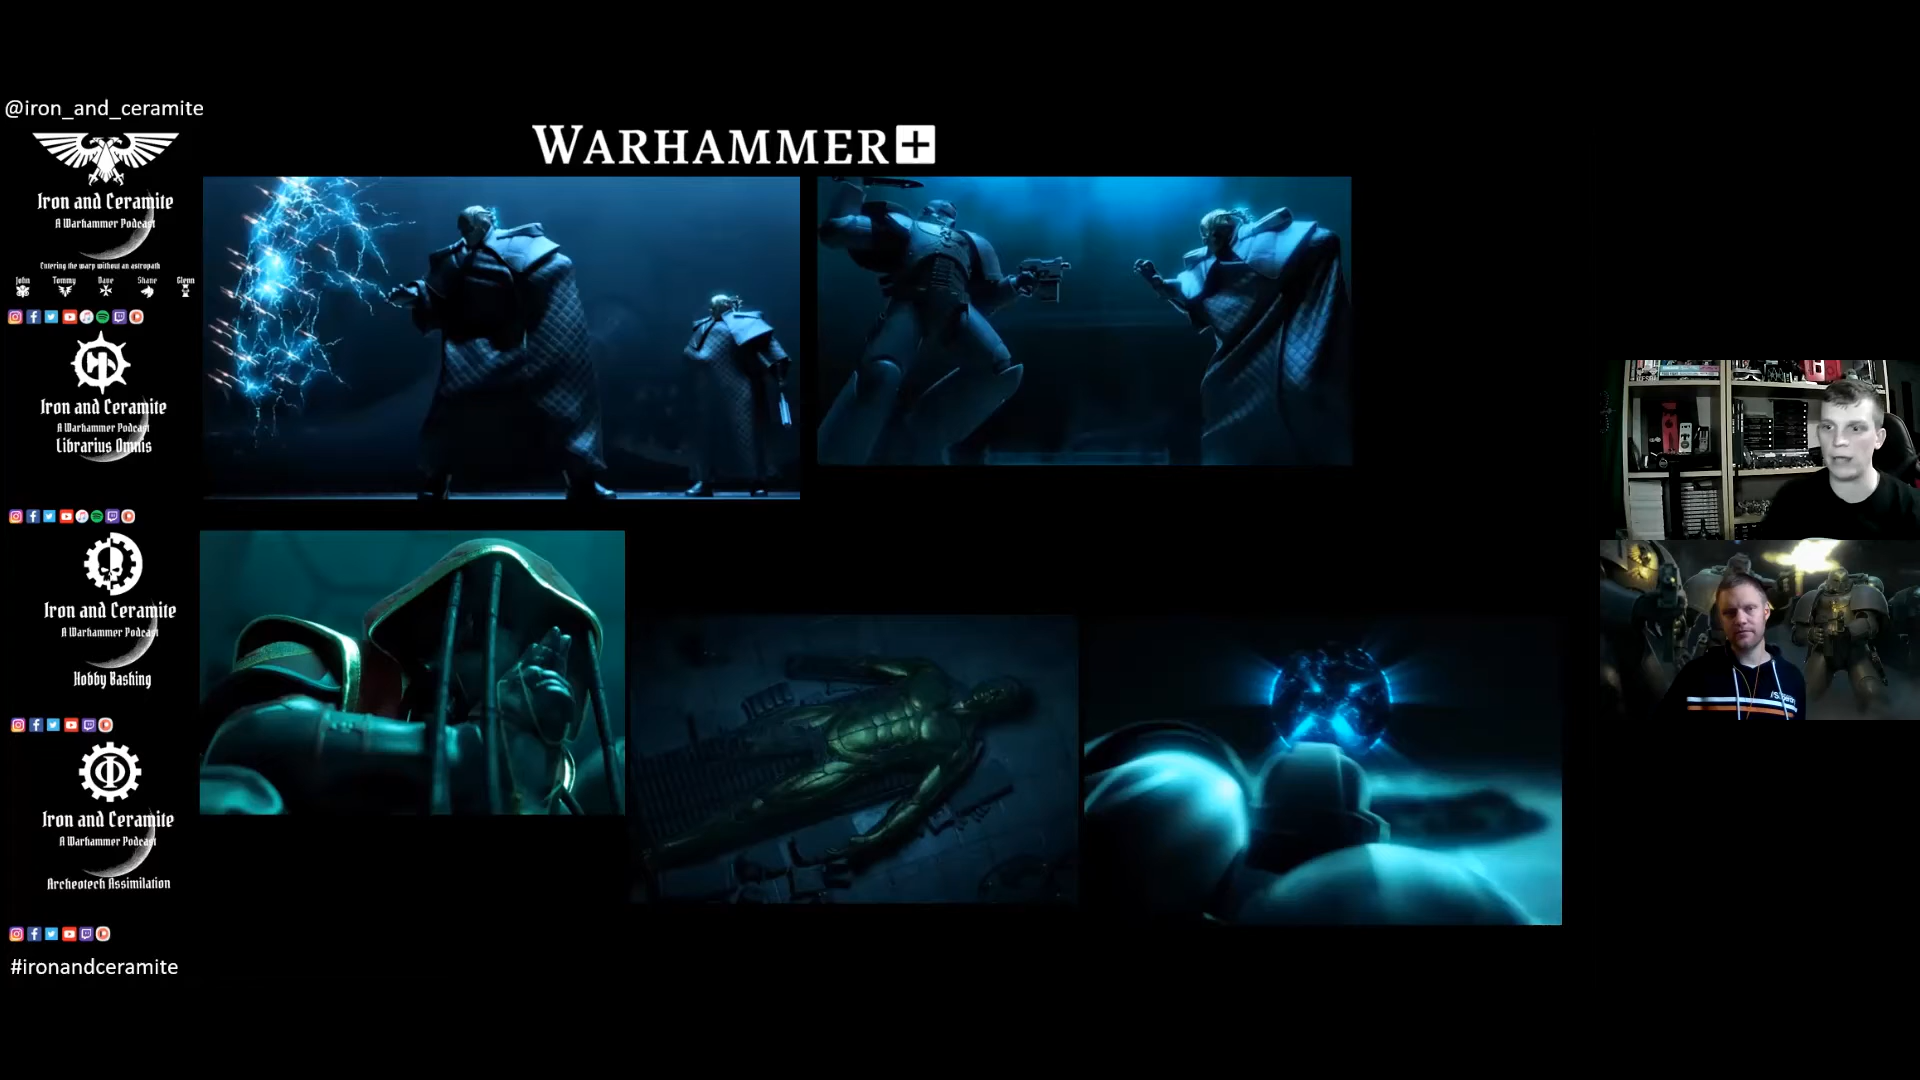 @iron_and_ceramite
WARHAMMER+
Iron and Ceramite
A Warhammer Podcast
Entering the warp without an astropath
John Tommy Dane Shane Glenn
Iron and Ceramite
A Warhammer Podcast
Librarius Omnis
Iron and Ceramite
A Warhammer Podcast
Hobby Bashing
Iron and Ceramite
A Warhammer Podcast
Archeotech Assimilation
#ironandceramite